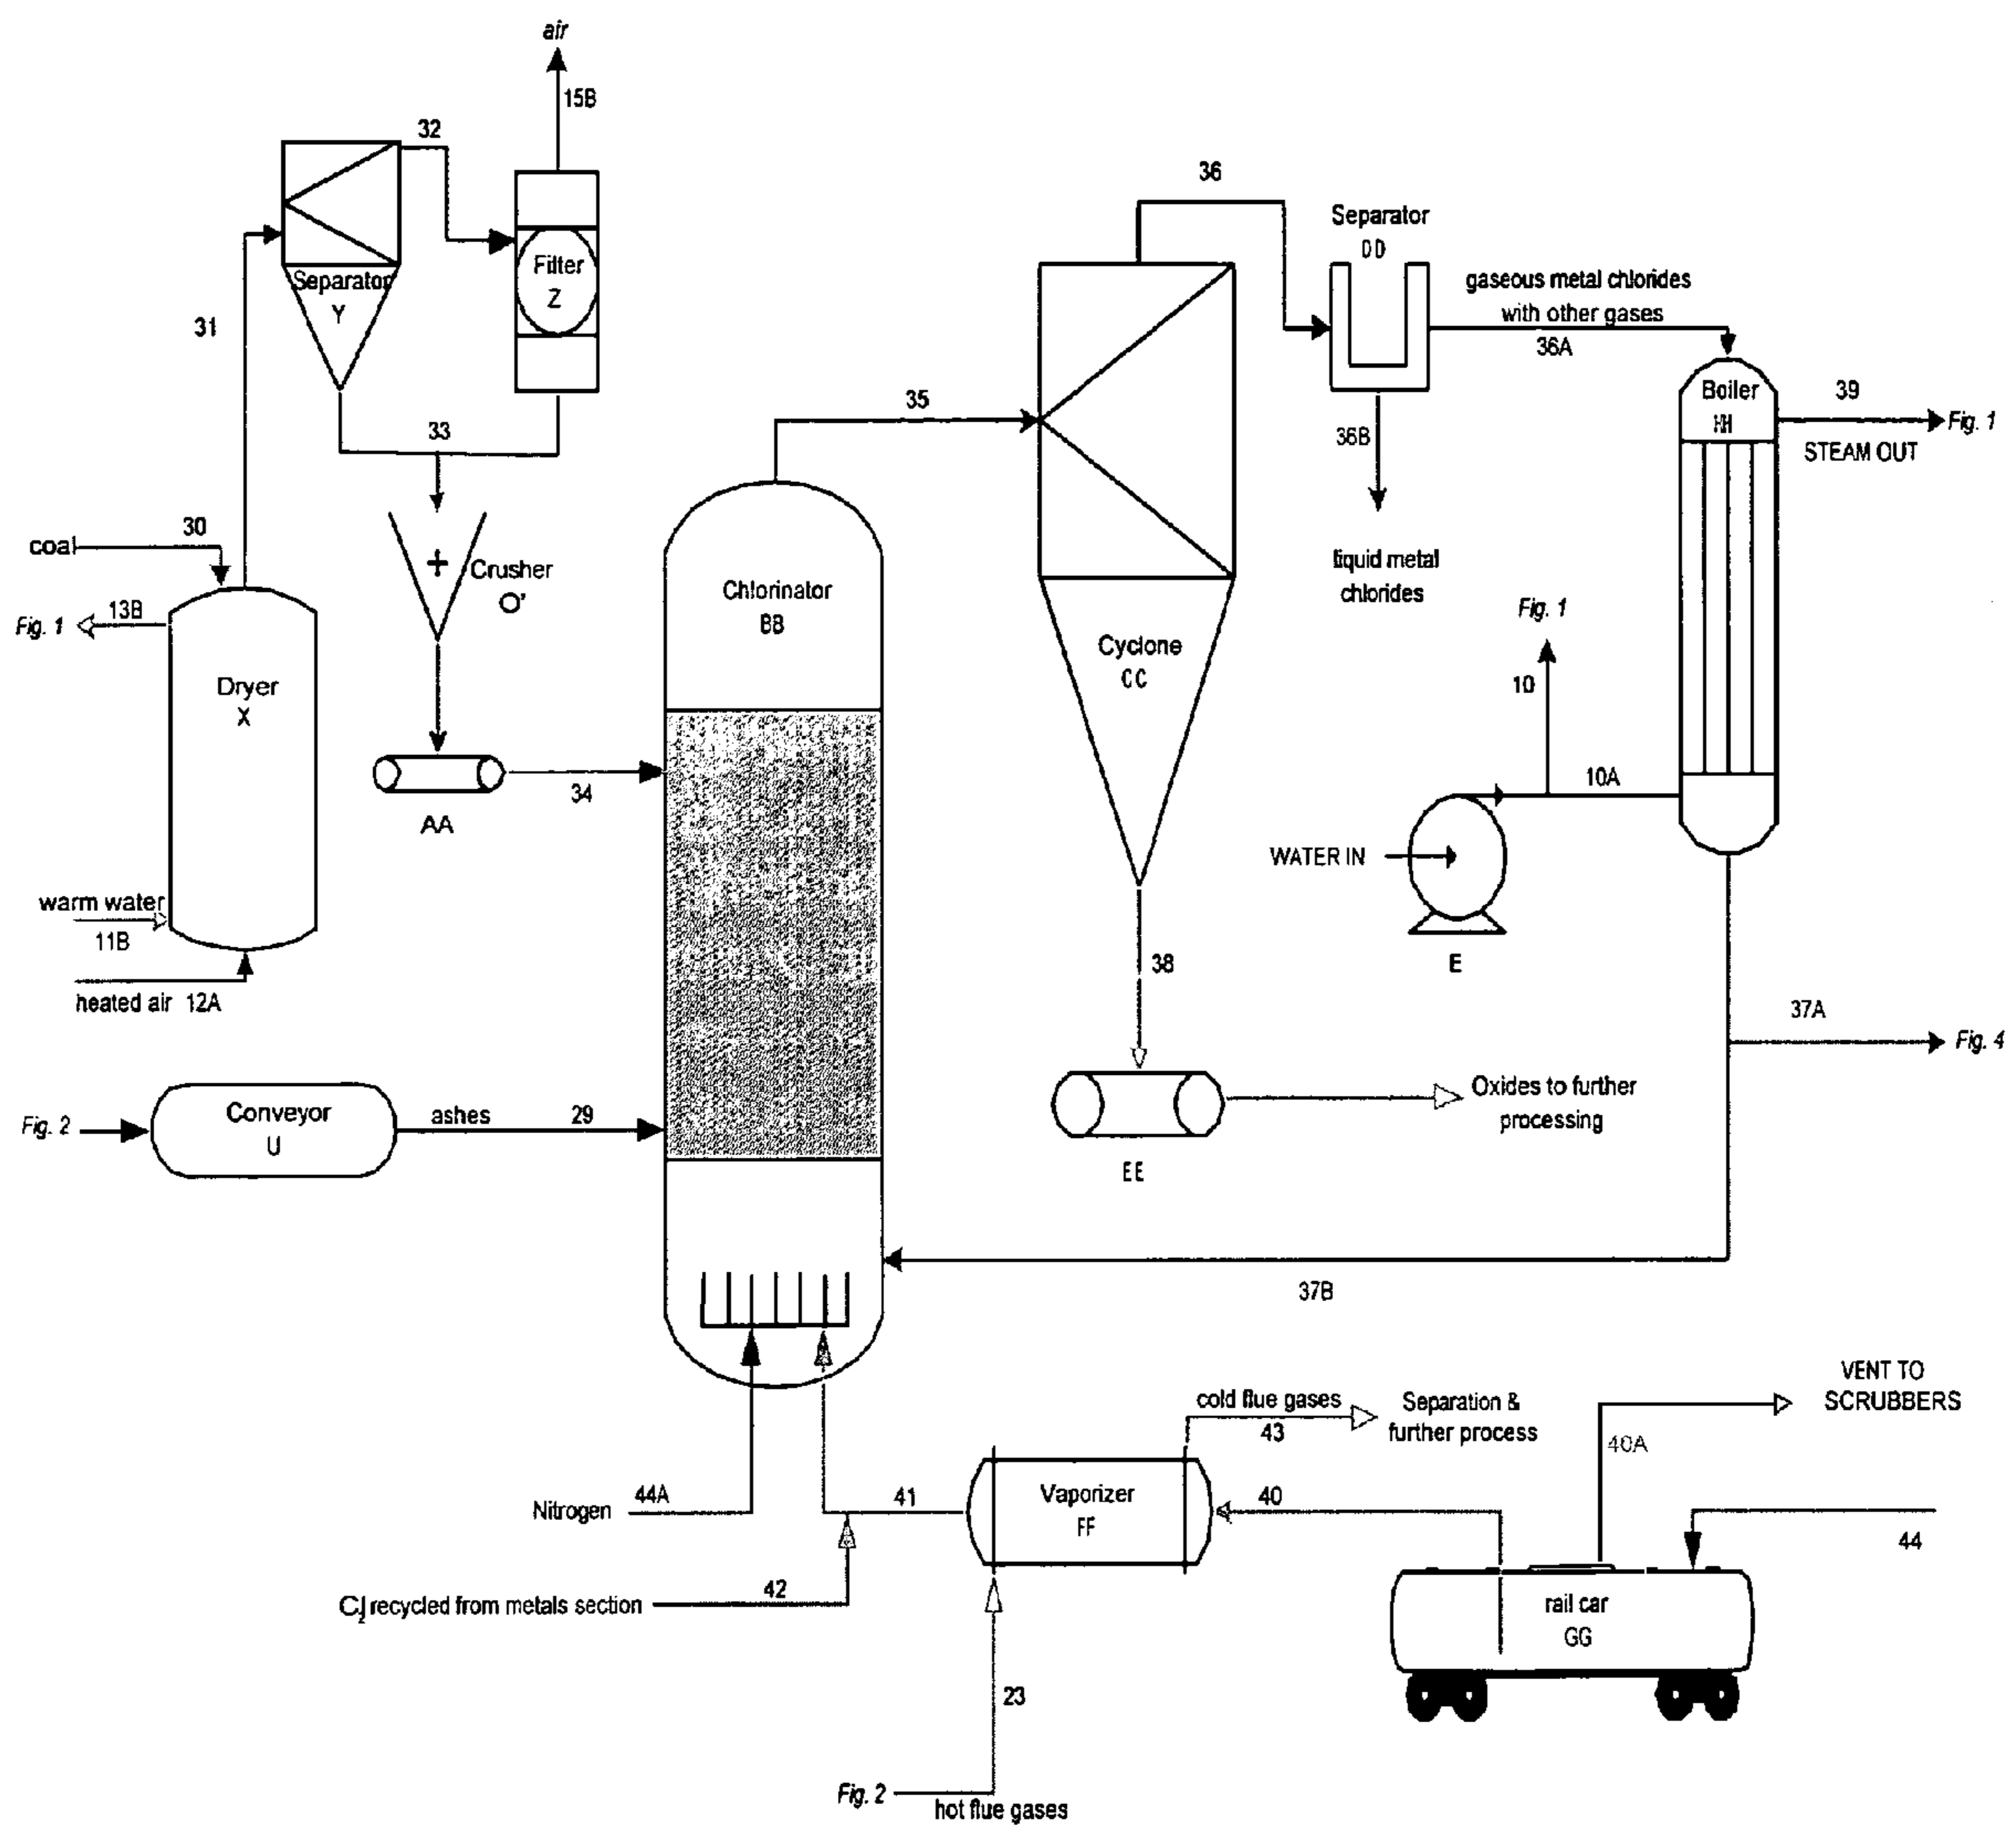 air
15B
32
36
Separator
DD
Filter
Z
Separator
Y
gaseous metal chlorides
with other gases
36A
31
Boiler
HH
39
Fig. 1
STEAM OUT
35
33
36B
30
coal
Crusher
O'
liquid metal
chlorides
Chlorinator
BB
13B
Fig. 1
Fig. 1
Cyclone
CC
10
Dryer
X
10A
34
AA
WATER IN
warm water
11B
E
38
heated air 12A
37A
Fig. 4
Oxides to further
processing
Conveyor
U
ashes
29
Fig. 2
EE
37B
VENT TO
SCRUBBERS
cold flue gases
43
Separation &
further process
40A
Vaporizer
FF
44A
Nitrogen
41
40
44
42
Cl2 recycled from metals section
rail car
GG
23
Fig. 2
hot flue gases